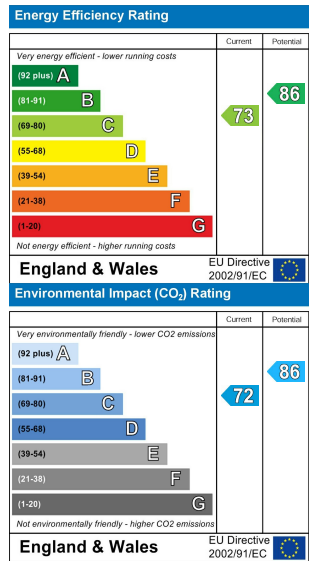 Energy Efficiency Rating
Current Potential
Very energy efficient - lower running costs
(92 plus) A
(81-91) B
(69-80) C
(55-68) D
(39-54) E
(21-38) F
(1-20) G
73
86
Not energy efficient - higher running costs
England & Wales
EU Directive
2002/91/EC
Environmental Impact (CO₂) Rating
Current Potential
Very environmentally friendly - lower CO2 emissions
(92 plus) A
(81-91) B
(69-80) C
(55-68) D
(39-54) E
(21-38) F
(1-20) G
72
86
Not environmentally friendly - higher CO2 emissions
England & Wales
EU Directive
2002/91/EC